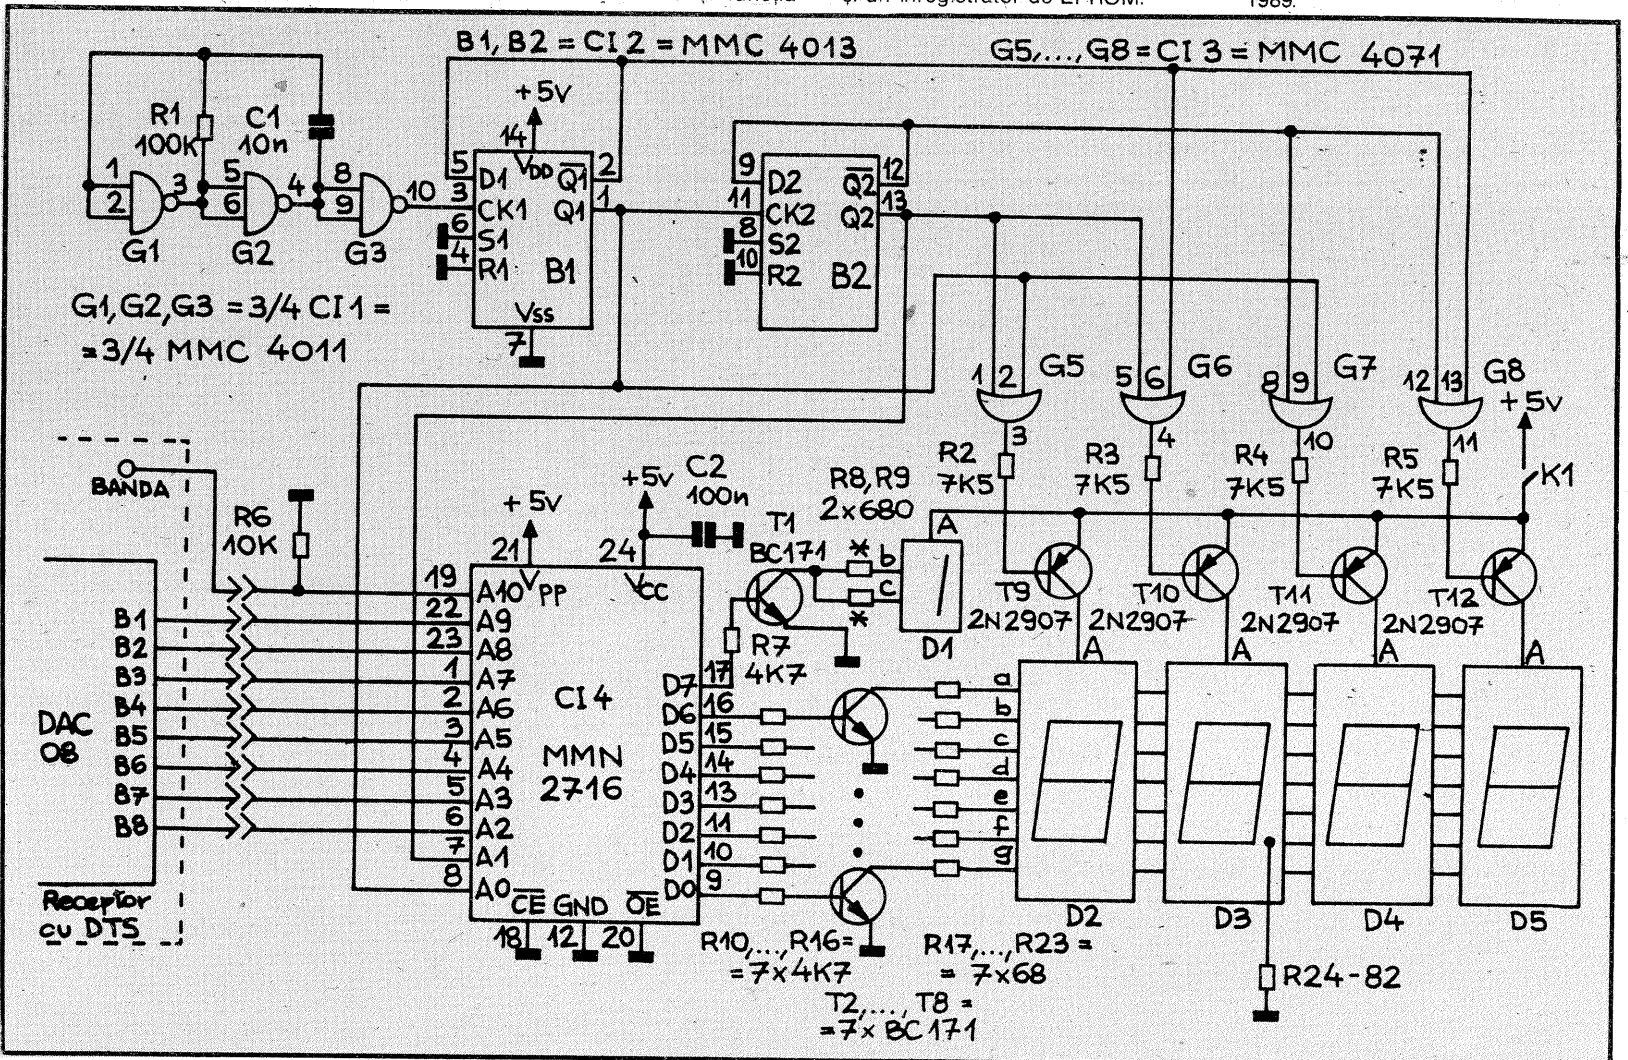 și un înregistrator de EPROM.
1989.
B1, B2 = CI 2 = MMC 4013
G5,..., G8 = CI 3 = MMC 4071
R1
100K
C1
10n
1
2
3
5
6
4
8
9
10
G1
G2
G3
G1, G2, G3 = 3/4 CI 1 =
= 3/4 MMC 4011
+5v
14
VDD
5
D1
3
CK1
6
S1
4
R1
Q1
2
Q1
1
B1
Vss
7
9
D2
11
CK2
8
S2
10
R2
Q2
12
Q2
13
B2
1 2
G5
3
5 6
G6
4
8 9
G7
10
12 13
G8
11
+5v
K1
R2
7K5
R3
7K5
R4
7K5
R5
7K5
BANDA
R6
10K
DAC
08
B1
B2
B3
B4
B5
B6
B7
B8
Receptor
cu DTS
+5v
21
VPP
+5v
24
VCC
C2
100n
19 A10
22 A9
23 A8
1 A7
2 A6
3 A5
4 A4
5 A3
6 A2
7 A1
8 A0
CI 4
MMN
2716
D7 17
D6 16
D5 15
D4 14
D3 13
D2 11
D1 10
D0 9
CE GND OE
18 12 20
T1
BC171
R7
4K7
R8, R9
2x680
*
*
b
c
A
D1
T9
2N2907
T10
2N2907
T11
2N2907
T12
2N2907
A
A
A
A
a
b
c
d
e
f
g
D2
D3
D4
D5
R10,..., R16=
= 7x4K7
R17,..., R23 =
= 7x68
T2,..., T8 =
= 7x BC 171
R24-82